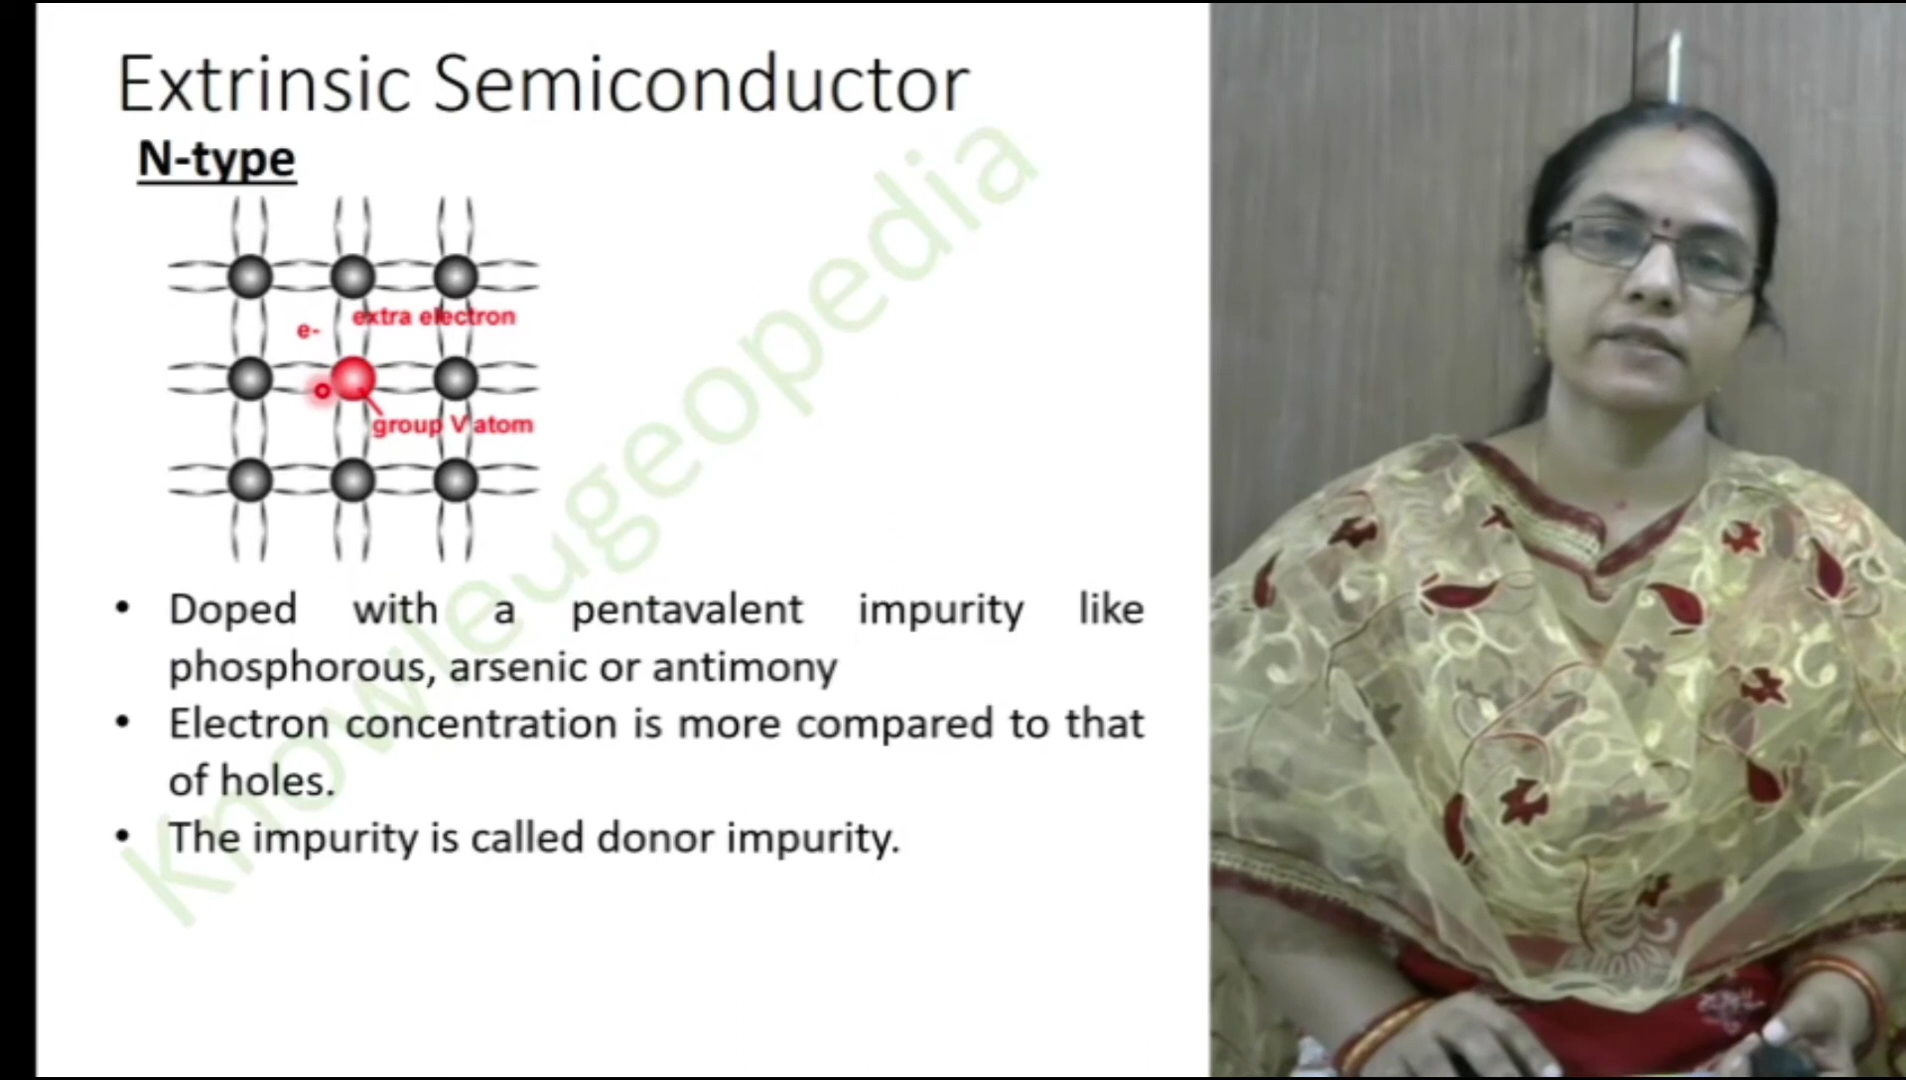 Extrinsic Semiconductor
N-type
extra electron
e-
group V atom
• Doped with a pentavalent impurity like
phosphorous, arsenic or antimony
• Electron concentration is more compared to that
of holes.
• The impurity is called donor impurity.
Knowleugeopedia